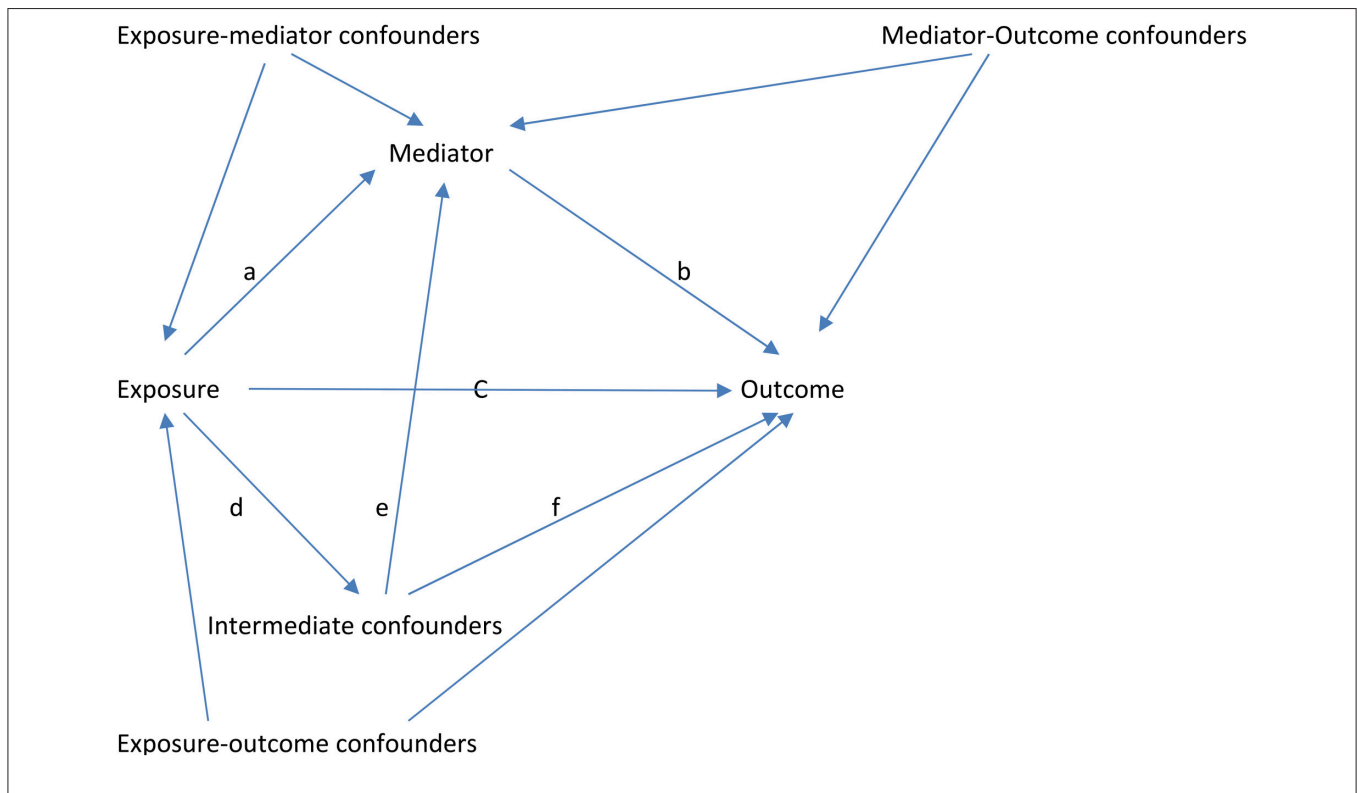 Exposure-mediator confounders
Mediator-Outcome confounders
Mediator
a
b
Exposure
C
Outcome
d
e
f
Intermediate confounders
Exposure-outcome confounders